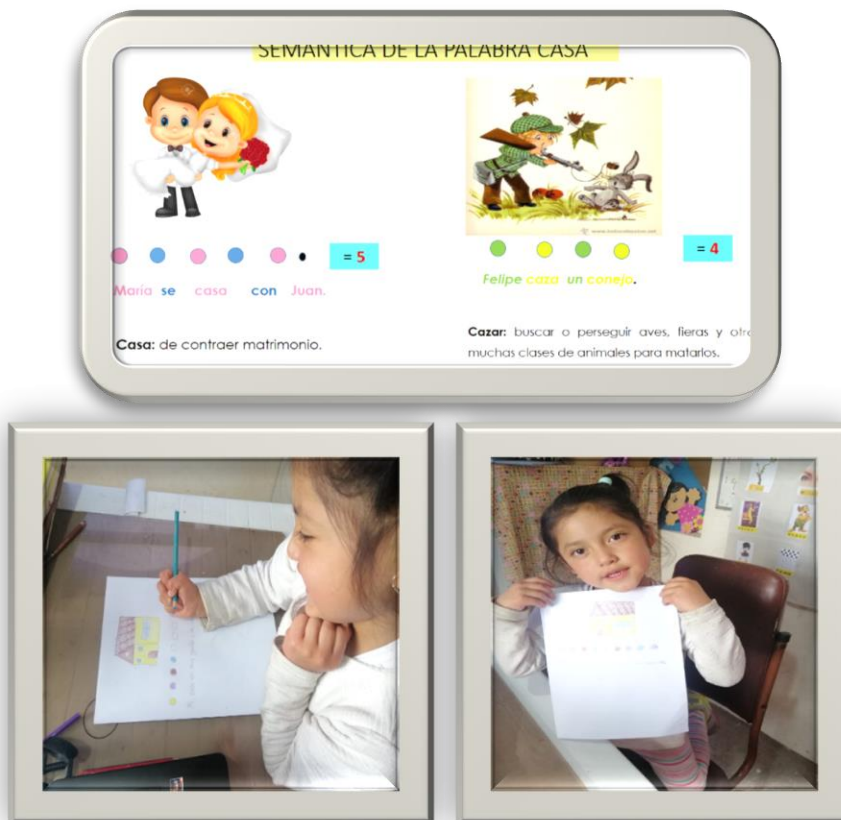 SEMÁNTICA DE LA PALABRA CASA
= 5
María se casa con Juan.
Casa: de contraer matrimonio.
= 4
Felipe caza un conejo.
Cazar: buscar o perseguir aves, fieras y otr
muchas clases de animales para matarlos.